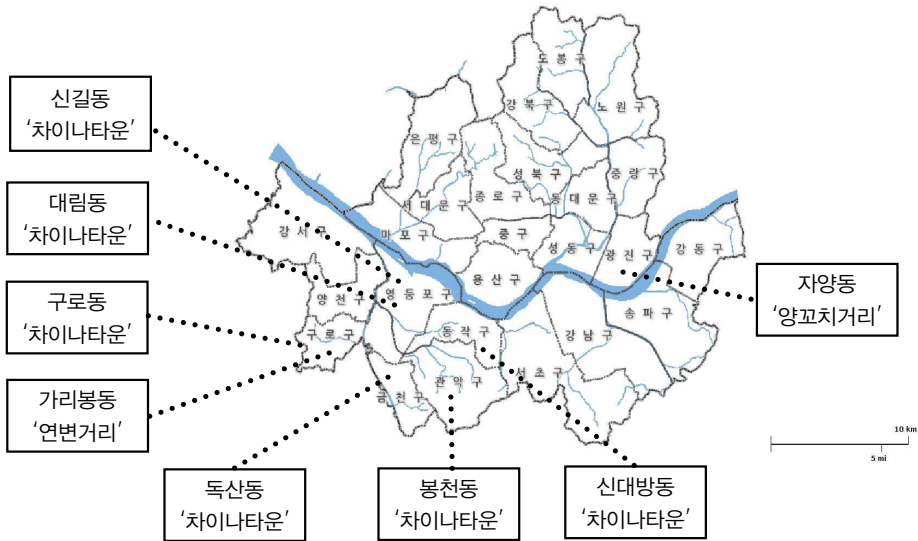 도봉구
강북구
노원구
은평구
성북구
중랑구
종로구
동대문구
서대문구
강서구
마포구
중구
성동구
광진구
강동구
용산구
양천구
영등포구
송파구
구로구
동작구
강남구
서초구
관악구
금천구
신길동
‘차이나타운’
대림동
‘차이나타운’
구로동
‘차이나타운’
가리봉동
‘연변거리’
독산동
‘차이나타운’
봉천동
‘차이나타운’
신대방동
‘차이나타운’
자양동
‘양꼬치거리’
10 km
5 mi